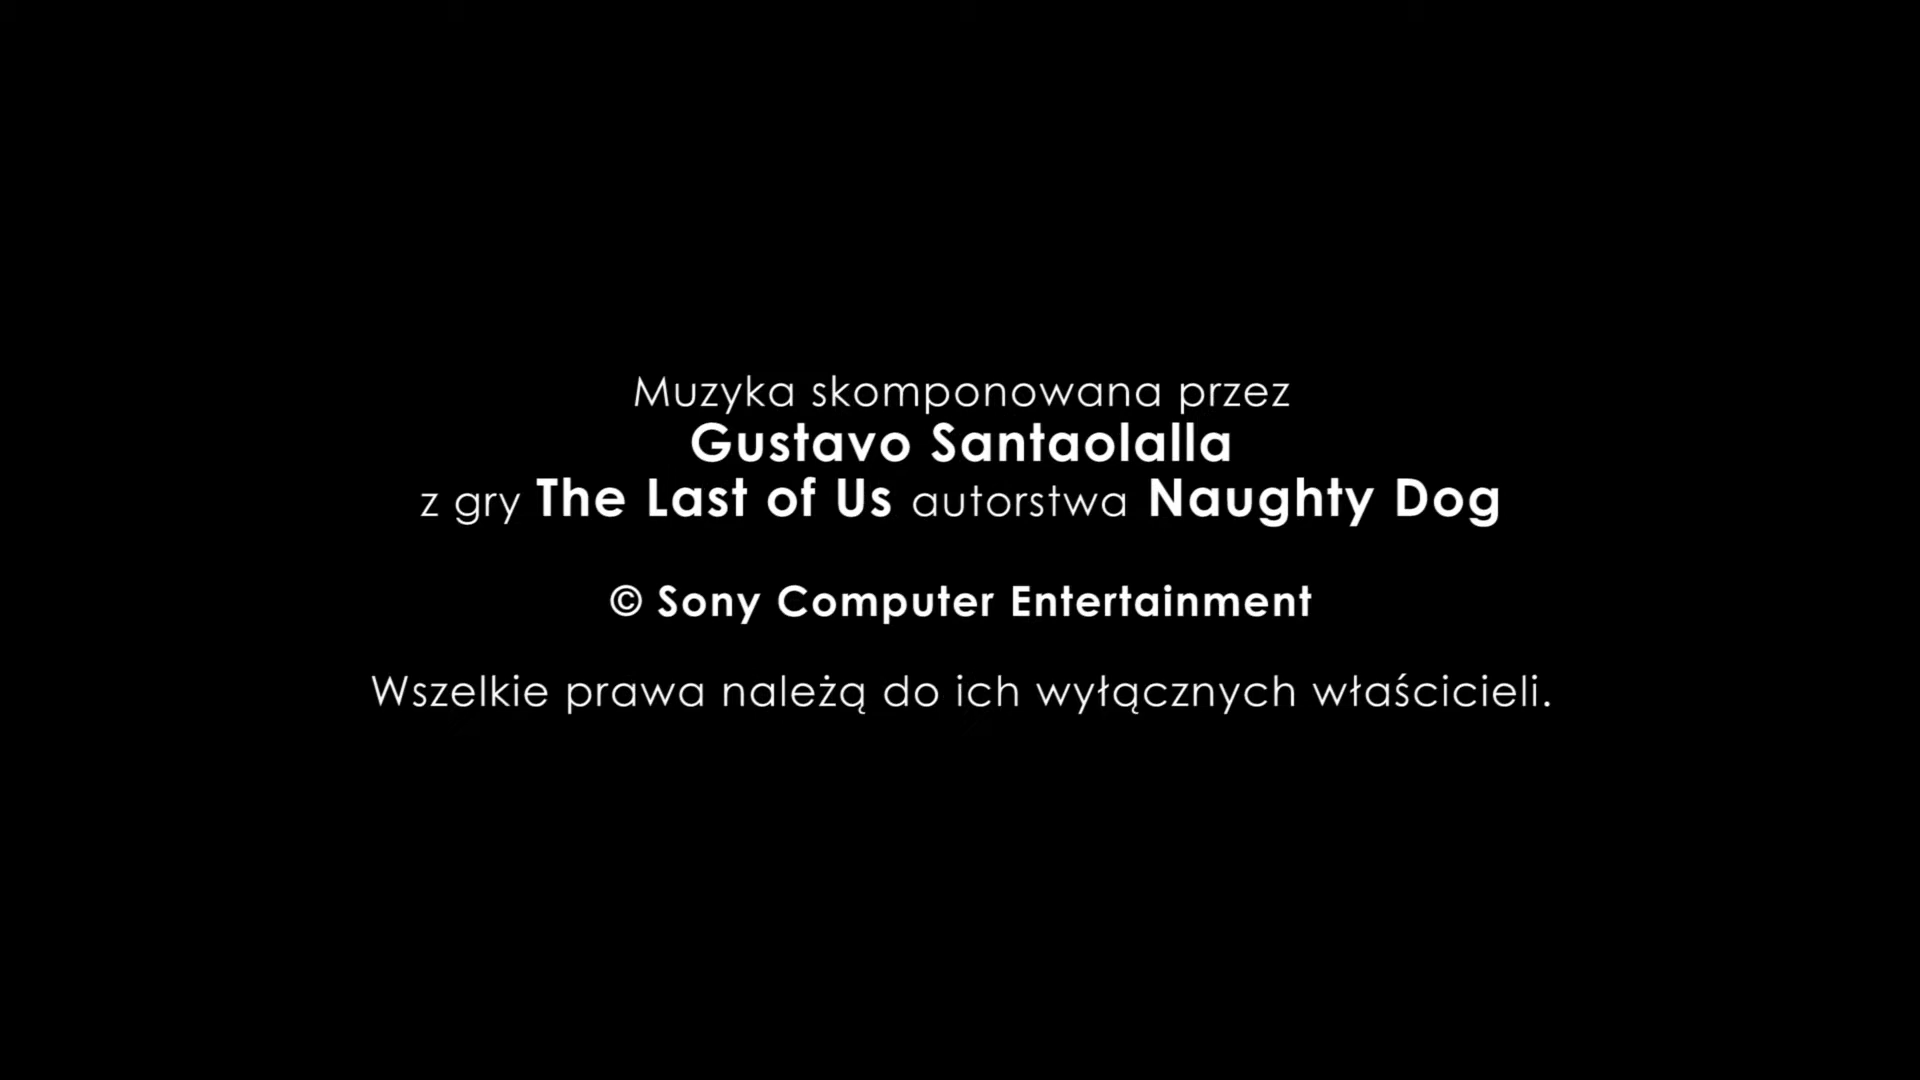 Muzyka skomponowana przez
Gustavo Santaolalla
z gry The Last of Us autorstwa Naughty Dog
© Sony Computer Entertainment
Wszelkie prawa należą do ich wyłącznych właścicieli.